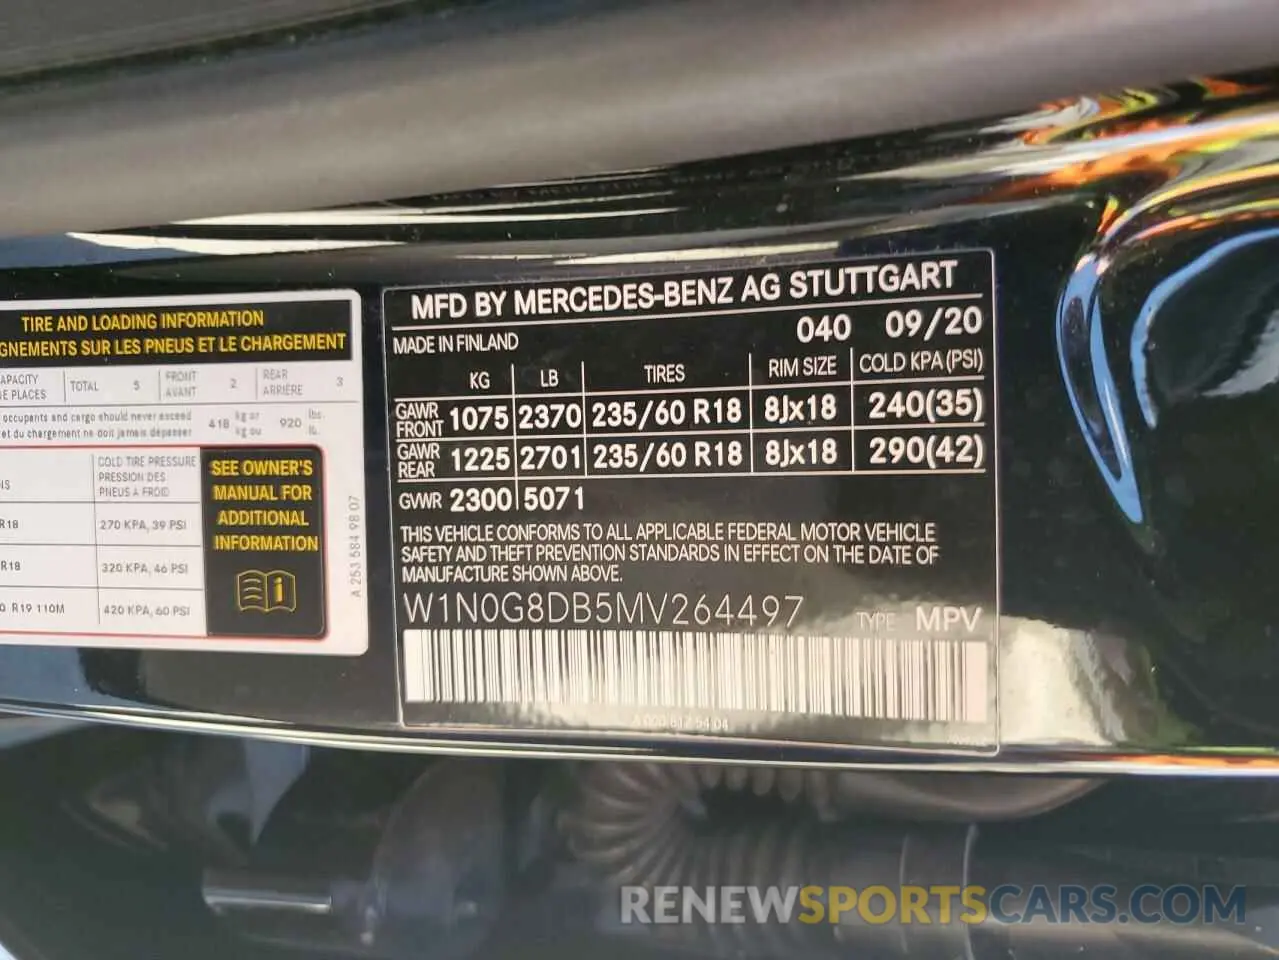 TIRE AND LOADING INFORMATION
GNEMENTS SUR LES PNEUS ET LE CHARGEMENT
APACITY
E PLACES
TOTAL 5
FRONT
AVANT
2
REAR
ARRIÈRE
3
occupants and cargo should never exceed
et du chargement ne doit jamais dépasser
418 kg or
kg ou
920 lbs.
lb.
COLD TIRE PRESSURE
PRESSION DES
PNEUS À FROID
R18 270 KPA, 39 PSI
R18 320 KPA, 46 PSI
R19 110M 420 KPA, 60 PSI
SEE OWNER'S
MANUAL FOR
ADDITIONAL
INFORMATION
A 253 584 98 07
MFD BY MERCEDES-BENZ AG STUTTGART
MADE IN FINLAND 040 09/20
KG LB TIRES RIM SIZE COLD KPA(PSI)
GAWR FRONT 1075 2370 235/60 R18 8Jx18 240(35)
GAWR REAR 1225 2701 235/60 R18 8Jx18 290(42)
GVWR 2300 5071
THIS VEHICLE CONFORMS TO ALL APPLICABLE FEDERAL MOTOR VEHICLE
SAFETY AND THEFT PREVENTION STANDARDS IN EFFECT ON THE DATE OF
MANUFACTURE SHOWN ABOVE.
W1N0G8DB5MV264497 TYPE MPV
RENEWSPORTSCARS.COM